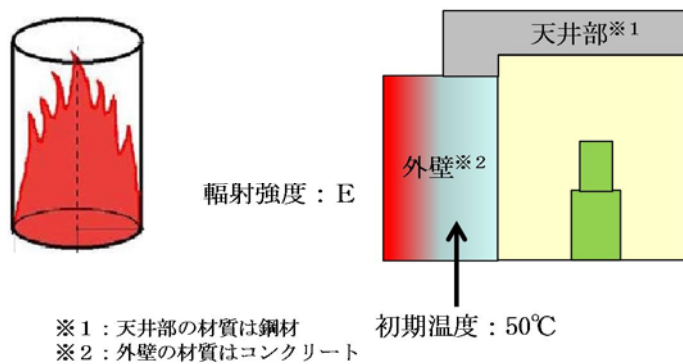 天井部※1
外壁※2
輻射強度：E
初期温度：50℃
※1：天井部の材質は鋼材
※2：外壁の材質はコンクリート